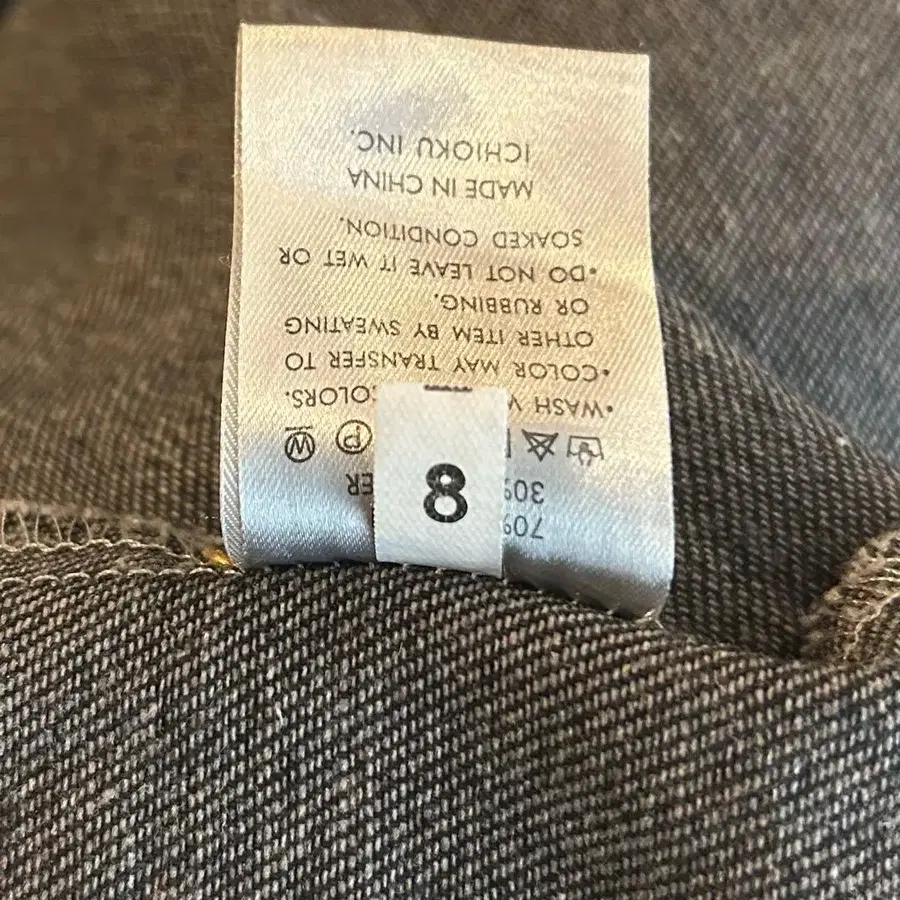 70%
30%
Ⓟ Ⓦ
•WASH COLORS.
•COLOR MAY TRANSFER TO
OTHER ITEM BY SWEATING
OR RUBBING.
•DO NOT LEAVE IT WET OR
SOAKED CONDITION.
MADE IN CHINA
ICHIOKU INC.
8